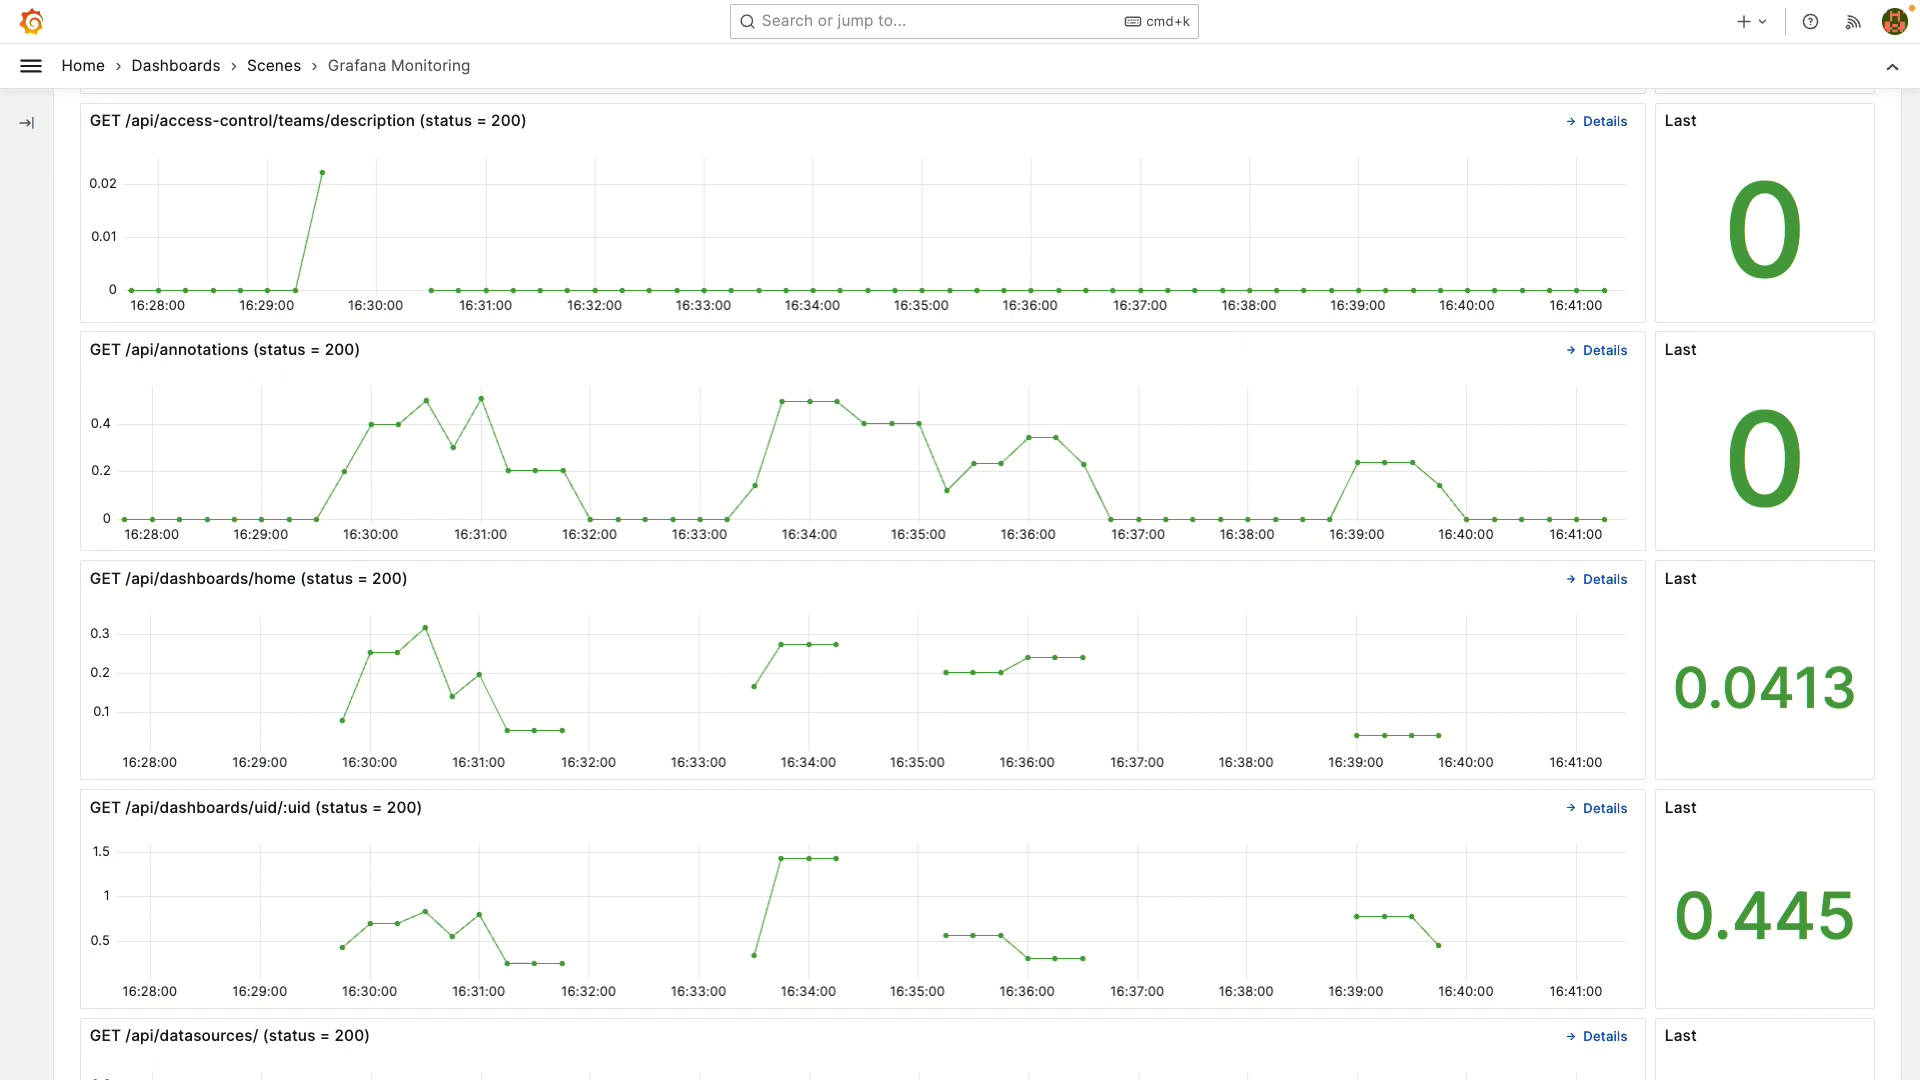 Search or jump to...
cmd+k
Home › Dashboards › Scenes › Grafana Monitoring
GET /api/access-control/teams/description (status = 200)
Details
Last
0.02
0.01
0
16:28:00 16:29:00 16:30:00 16:31:00 16:32:00 16:33:00 16:34:00 16:35:00 16:36:00 16:37:00 16:38:00 16:39:00 16:40:00 16:41:00
0
GET /api/annotations (status = 200)
Details
Last
0.4
0.2
0
16:28:00 16:29:00 16:30:00 16:31:00 16:32:00 16:33:00 16:34:00 16:35:00 16:36:00 16:37:00 16:38:00 16:39:00 16:40:00 16:41:00
0
GET /api/dashboards/home (status = 200)
Details
Last
0.3
0.2
0.1
16:28:00 16:29:00 16:30:00 16:31:00 16:32:00 16:33:00 16:34:00 16:35:00 16:36:00 16:37:00 16:38:00 16:39:00 16:40:00 16:41:00
0.0413
GET /api/dashboards/uid/:uid (status = 200)
Details
Last
1.5
1
0.5
16:28:00 16:29:00 16:30:00 16:31:00 16:32:00 16:33:00 16:34:00 16:35:00 16:36:00 16:37:00 16:38:00 16:39:00 16:40:00 16:41:00
0.445
GET /api/datasources/ (status = 200)
Details
Last